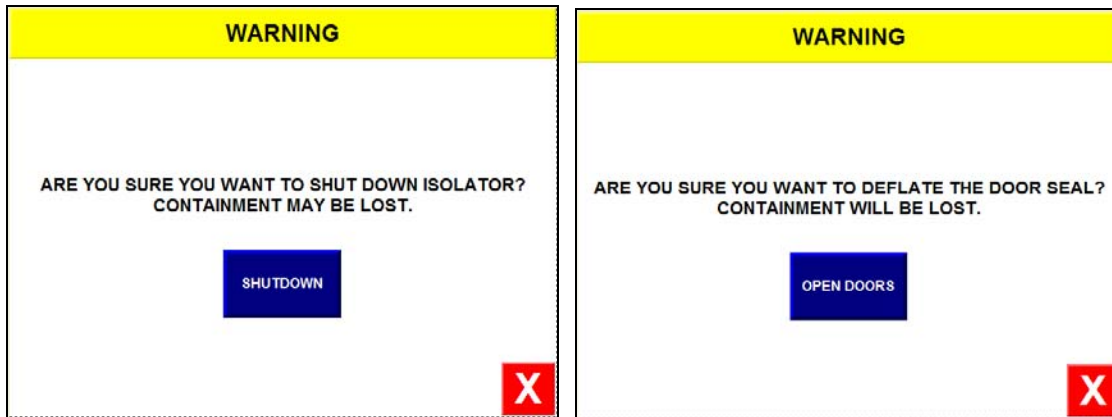 WARNING
ARE YOU SURE YOU WANT TO SHUT DOWN ISOLATOR?
CONTAINMENT MAY BE LOST.
SHUTDOWN
X
WARNING
ARE YOU SURE YOU WANT TO DEFLATE THE DOOR SEAL?
CONTAINMENT WILL BE LOST.
OPEN DOORS
X